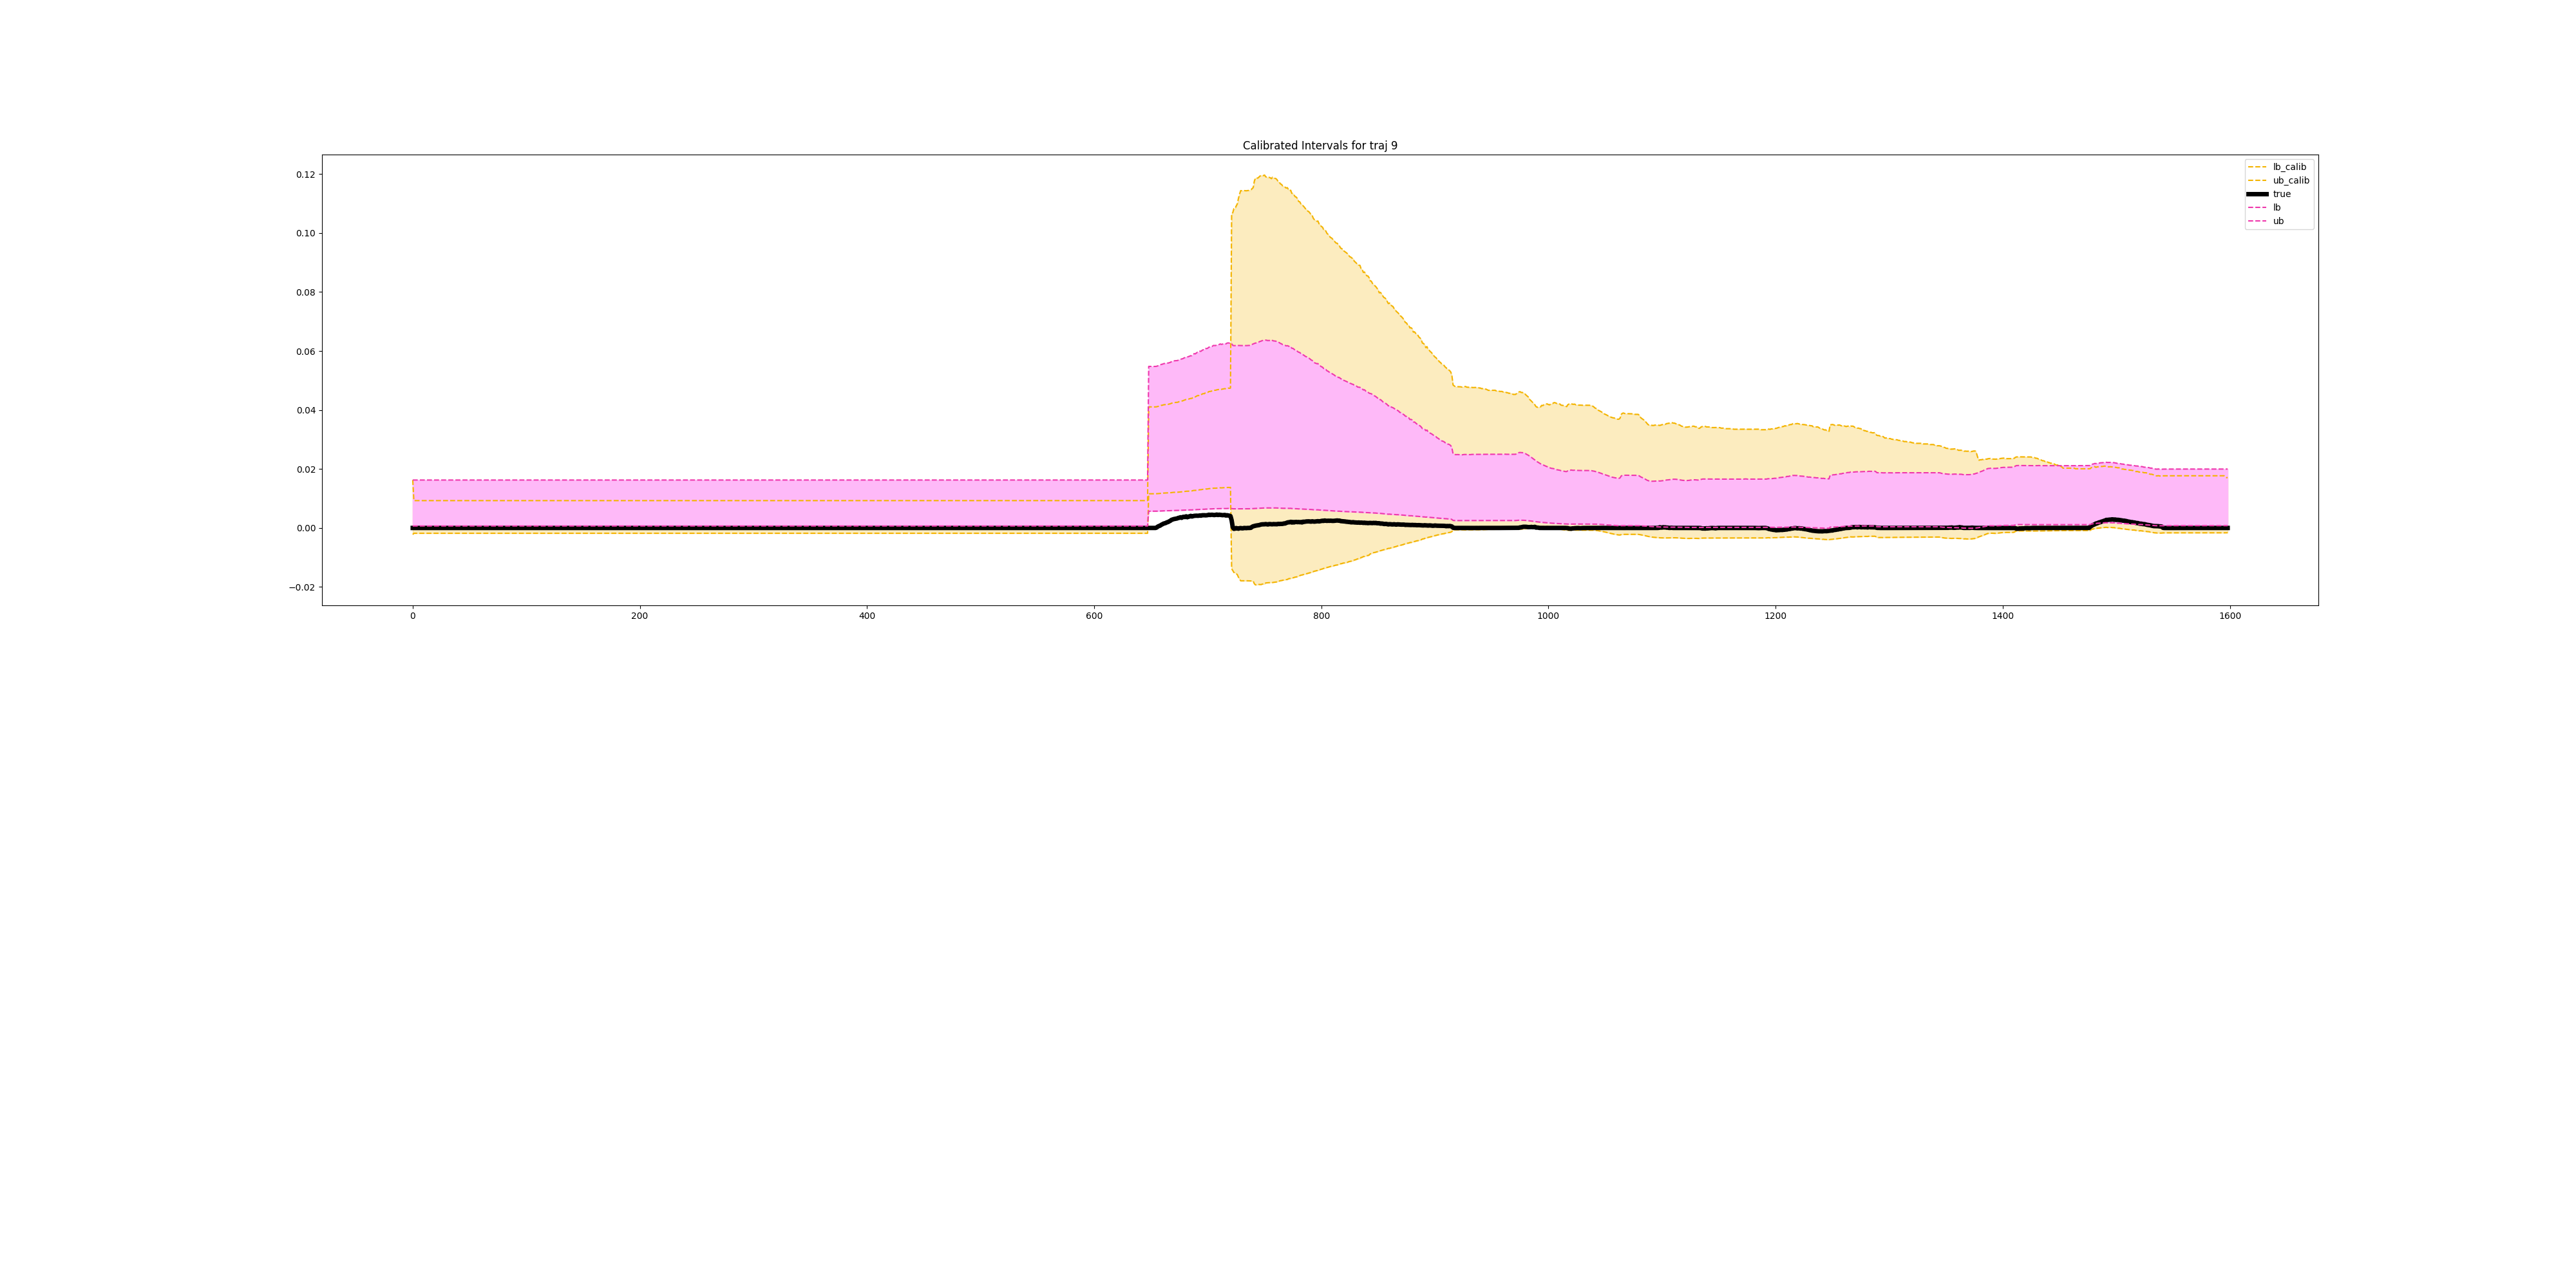 Calibrated Intervals for traj 9
0.12
0.10
0.08
0.06
0.04
0.02
0.00
−0.02
0 200 400 600 800 1000 1200 1400 1600
lb_calib
ub_calib
true
lb
ub